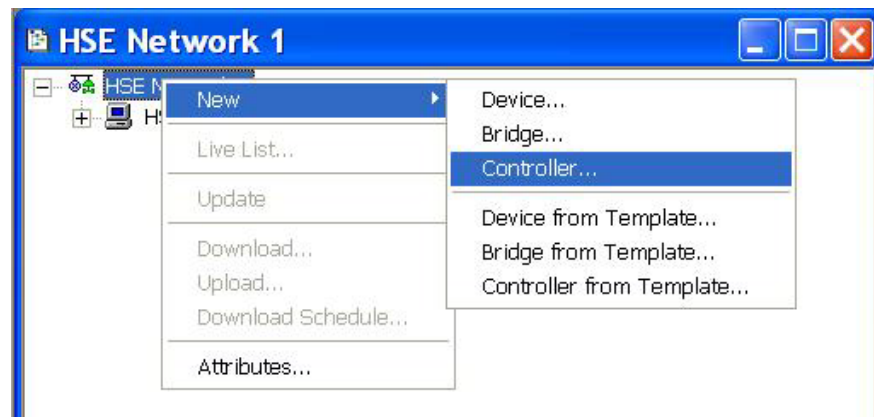 HSE Network 1
HSE
New
Live List...
Update
Download...
Upload...
Download Schedule...
Attributes...
Device...
Bridge...
Controller...
Device from Template...
Bridge from Template...
Controller from Template...